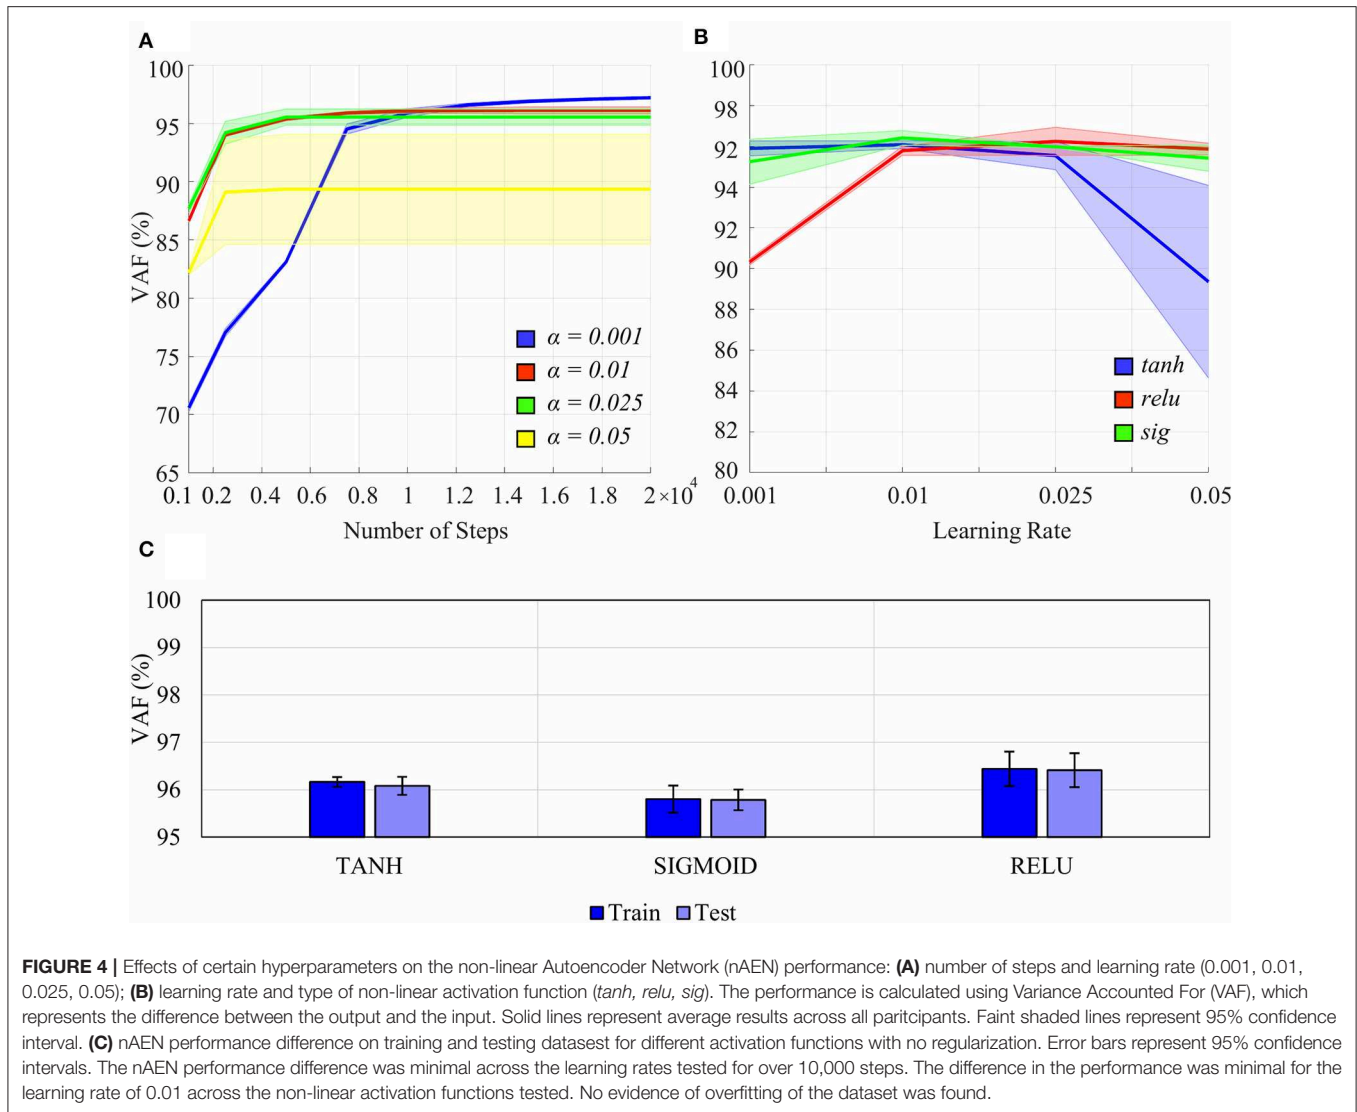 A
100
95
90
85
80
75
70
65
VAF (%)
α = 0.001
α = 0.01
α = 0.025
α = 0.05
0.1 0.2 0.4 0.6 0.8 1 1.2 1.4 1.6 1.8 2×10⁴
Number of Steps
B
100
98
92
94
92
90
88
86
84
82
80
VAF (%)
tanh
relu
sig
0.001 0.01 0.025 0.05
Learning Rate
C
100
99
98
97
96
95
VAF (%)
TANH SIGMOID RELU
Train Test
FIGURE 4 | Effects of certain hyperparameters on the non-linear Autoencoder Network (nAEN) performance: (A) number of steps and learning rate (0.001, 0.01,
0.025, 0.05); (B) learning rate and type of non-linear activation function (tanh, relu, sig). The performance is calculated using Variance Accounted For (VAF), which
represents the difference between the output and the input. Solid lines represent average results across all paritcipants. Faint shaded lines represent 95% confidence
interval. (C) nAEN performance difference on training and testing datasest for different activation functions with no regularization. Error bars represent 95% confidence
intervals. The nAEN performance difference was minimal across the learning rates tested for over 10,000 steps. The difference in the performance was minimal for the
learning rate of 0.01 across the non-linear activation functions tested. No evidence of overfitting of the dataset was found.